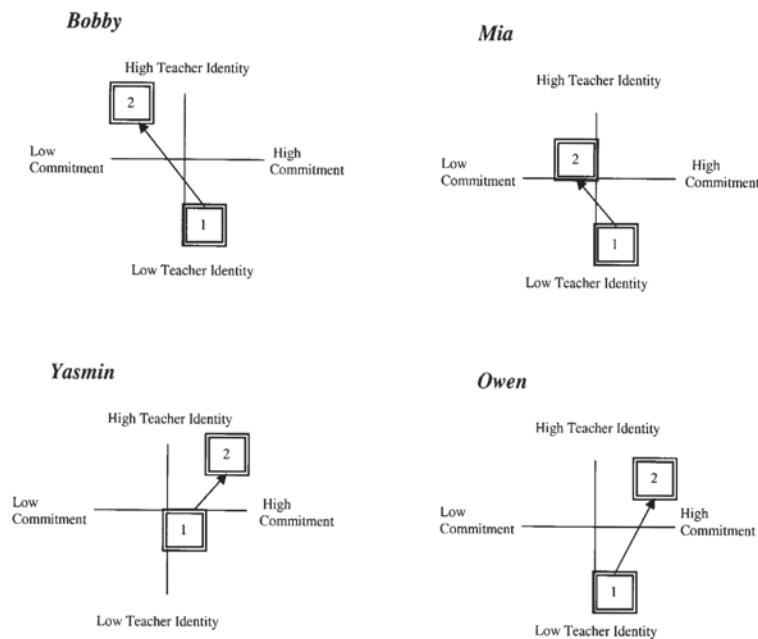 Bobby
High Teacher Identity
2
Low
Commitment
High
Commitment
1
Low Teacher Identity
Mia
High Teacher Identity
2
Low
Commitment
High
Commitment
1
Low Teacher Identity
Yasmin
High Teacher Identity
2
Low
Commitment
High
Commitment
1
Low Teacher Identity
Owen
High Teacher Identity
2
Low
Commitment
High
Commitment
1
Low Teacher Identity